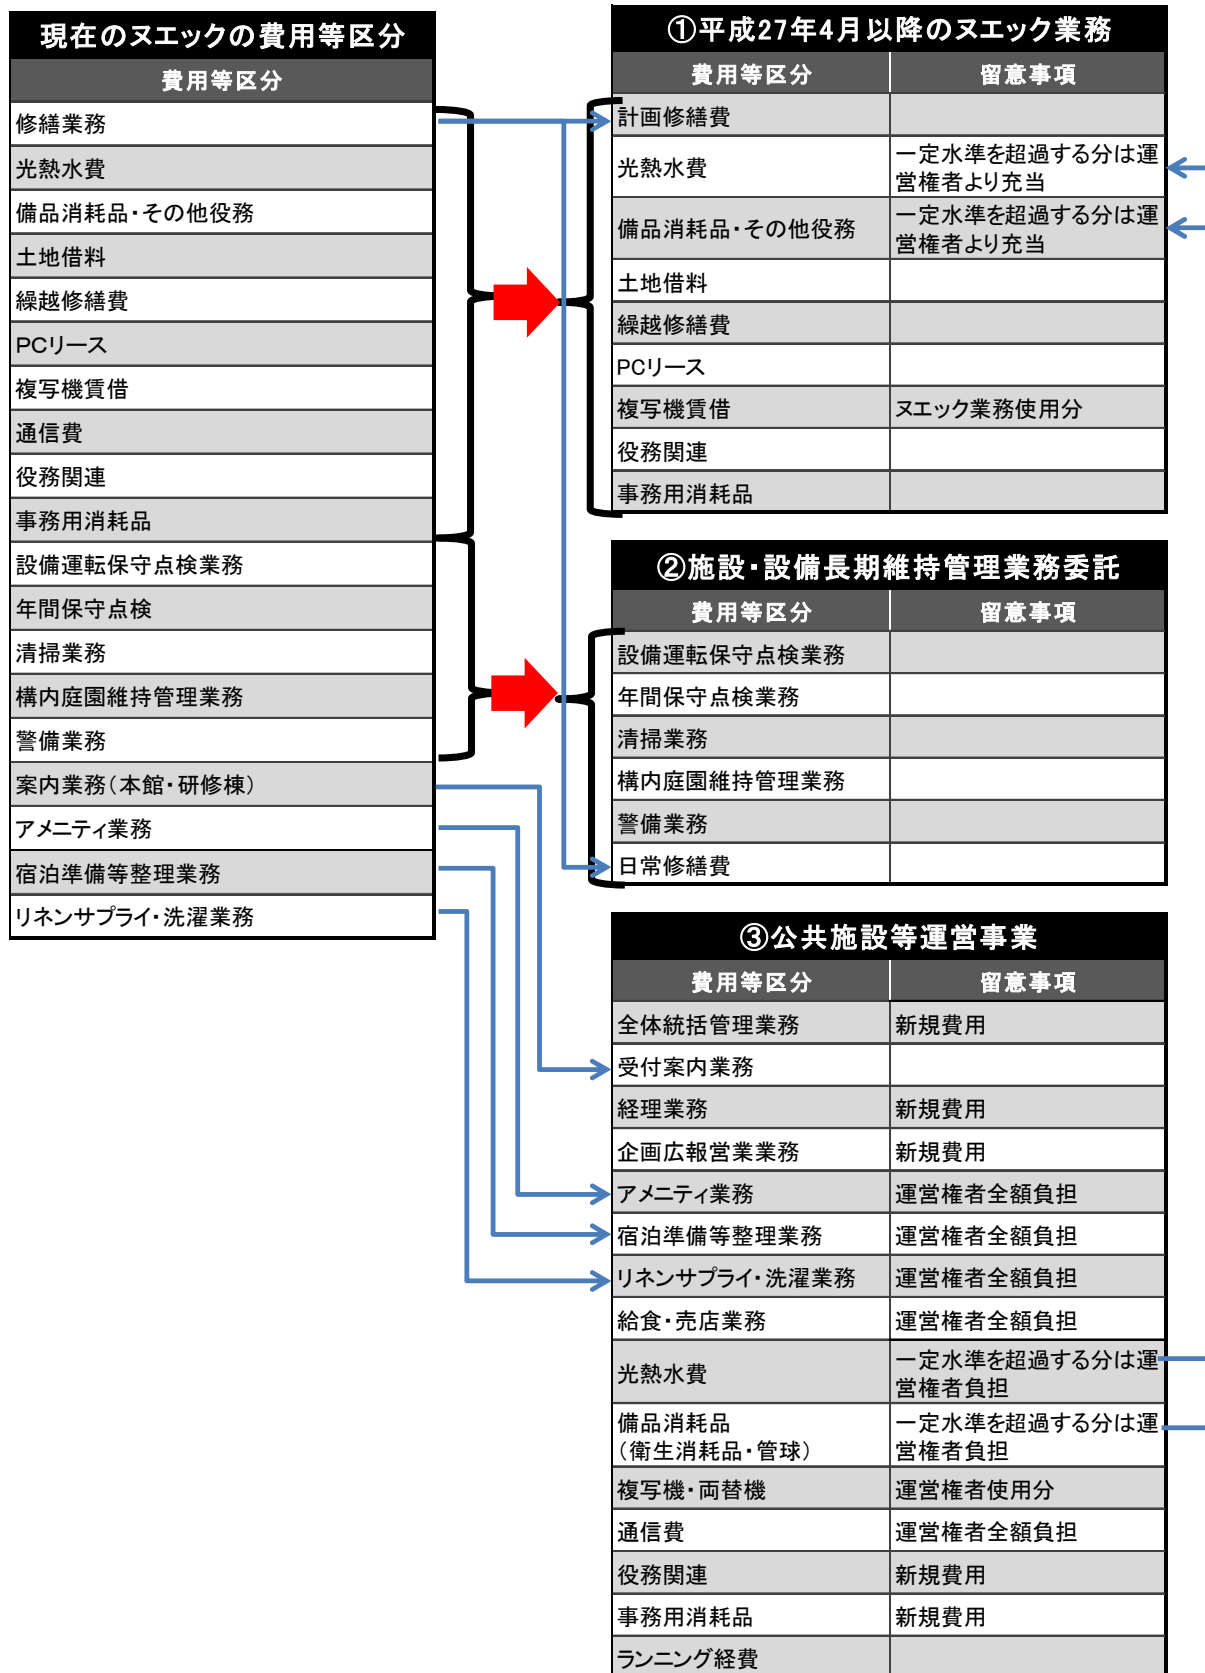 現在のヌエックの費用等区分
費用等区分
修繕業務
光熱水費
備品消耗品・その他役務
土地借料
繰越修繕費
PCリース
複写機賃借
通信費
役務関連
事務用消耗品
設備運転保守点検業務
年間保守点検
清掃業務
構内庭園維持管理業務
警備業務
案内業務（本館・研修棟）
アメニティ業務
宿泊準備等整理業務
リネンサプライ・洗濯業務
①平成27年4月以降のヌエック業務
費用等区分 留意事項
計画修繕費
光熱水費 一定水準を超過する分は運
営権者より充当
備品消耗品・その他役務 一定水準を超過する分は運
営権者より充当
土地借料
繰越修繕費
PCリース
複写機賃借 ヌエック業務使用分
役務関連
事務用消耗品
②施設・設備長期維持管理業務委託
費用等区分 留意事項
設備運転保守点検業務
年間保守点検業務
清掃業務
構内庭園維持管理業務
警備業務
日常修繕費
③公共施設等運営事業
費用等区分 留意事項
全体統括管理業務 新規費用
受付案内業務
経理業務 新規費用
企画広報営業業務 新規費用
アメニティ業務 運営権者全額負担
宿泊準備等整理業務 運営権者全額負担
リネンサプライ・洗濯業務 運営権者全額負担
給食・売店業務 運営権者全額負担
光熱水費 一定水準を超過する分は運
営権者負担
備品消耗品 一定水準を超過する分は運
（衛生消耗品・管球） 営権者負担
複写機・両替機 運営権者使用分
通信費 運営権者全額負担
役務関連 新規費用
事務用消耗品 新規費用
ランニング経費